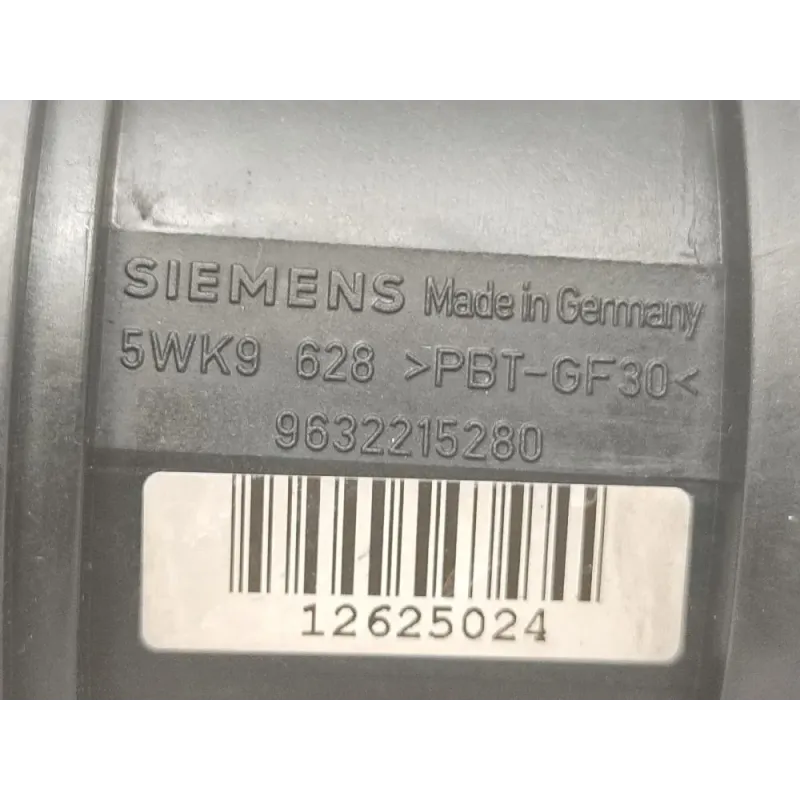 SIEMENS Made in Germany
5WK9 628 >PBT-GF30<
9632215280
12625024